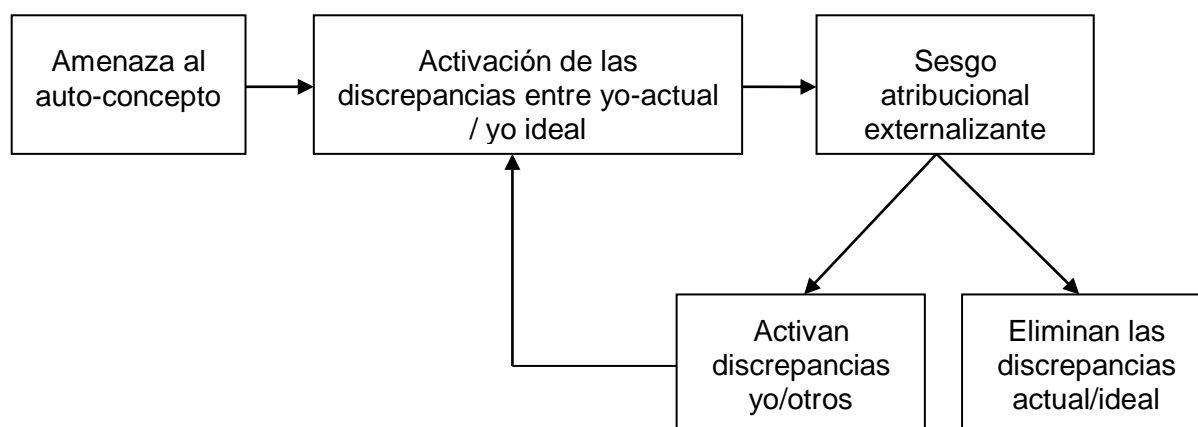 Amenaza al
auto-concepto
Activación de las
discrepancias entre yo-actual
/ yo ideal
Sesgo
atribucional
externalizante
Activan
discrepancias
yo/otros
Eliminan las
discrepancias
actual/ideal